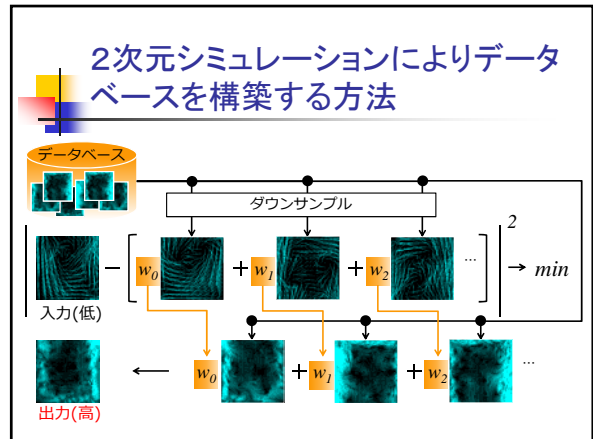 ２次元シミュレーションによりデータ
ベースを構築する方法
データベース
ダウンサンプル
2
w0 + w1 + w2 ... → min
入力(低)
w0 + w1 + w2 ...
出力(高)